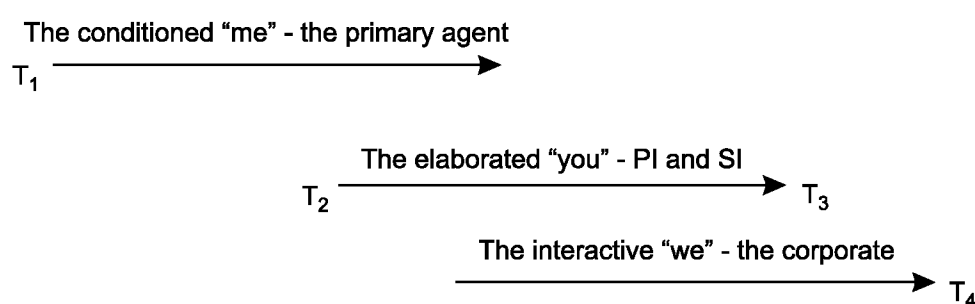 The conditioned “me” - the primary agent
T₁
The elaborated “you” - PI and SI
T₂
T₃
The interactive “we” - the corporate
T₄